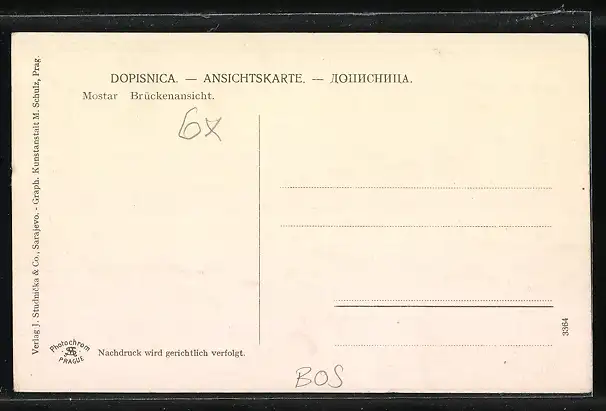 DOPISNICA. — ANSICHTSKARTE. — ДОПИСНИЦА.
Mostar Brückenansicht.
6x
Verlag J. Studnička & Co., Sarajevo. - Graph. Kunstanstalt M. Schulz, Prag.
Photochrom
PRAGUE
Nachdruck wird gerichtlich verfolgt.
3364
BOS